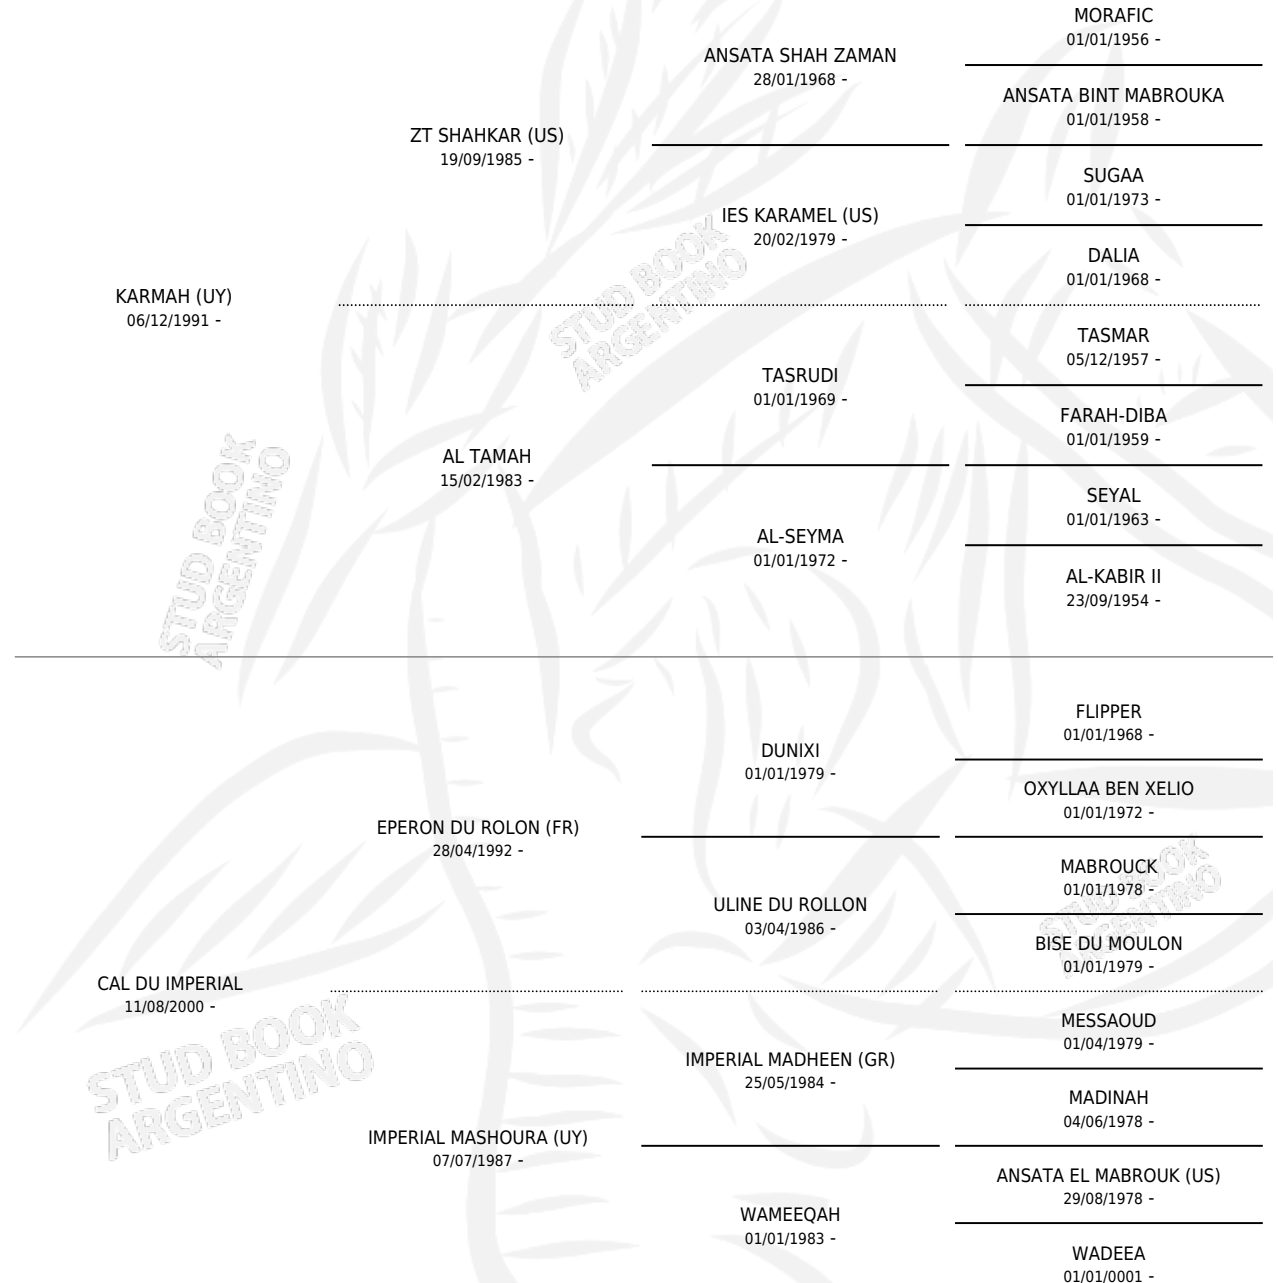 MORAFIC
01/01/1956 -
ANSATA SHAH ZAMAN
28/01/1968 -
ANSATA BINT MABROUKA
01/01/1958 -
ZT SHAHKAR (US)
19/09/1985 -
SUGAA
01/01/1973 -
IES KARAMEL (US)
20/02/1979 -
DALIA
01/01/1968 -
KARMAH (UY)
06/12/1991 -
STUD BOOK
ARGENTINO
TASMAR
05/12/1957 -
TASRUDI
01/01/1969 -
FARAH-DIBA
01/01/1959 -
AL TAMAH
15/02/1983 -
SEYAL
01/01/1963 -
AL-SEYMA
01/01/1972 -
AL-KABIR II
23/09/1954 -
STUD BOOK
ARGENTINO
FLIPPER
01/01/1968 -
DUNIXI
01/01/1979 -
OXYLLAA BEN XELIO
01/01/1972 -
EPERON DU ROLON (FR)
28/04/1992 -
MABROUCK
01/01/1978 -
ULINE DU ROLLON
03/04/1986 -
STUD BOOK
ARGENTINO
BISE DU MOULON
01/01/1979 -
CAL DU IMPERIAL
11/08/2000 -
MESSAOUD
01/04/1979 -
IMPERIAL MADHEEN (GR)
25/05/1984 -
STUD BOOK
ARGENTINO
MADINAH
04/06/1978 -
IMPERIAL MASHOURA (UY)
07/07/1987 -
ANSATA EL MABROUK (US)
29/08/1978 -
WAMEEQAH
01/01/1983 -
WADEEA
01/01/0001 -